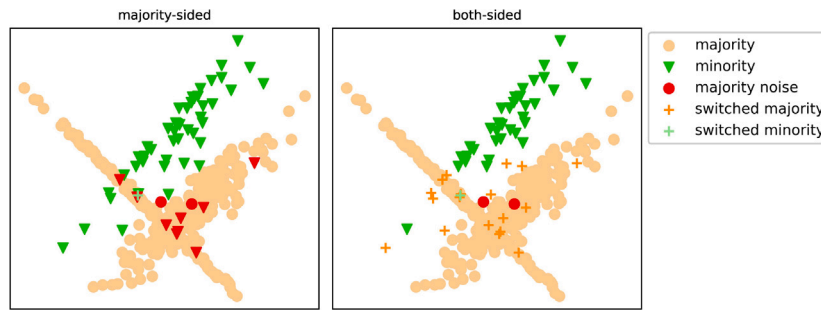 majority-sided
both-sided
majority
minority
majority noise
switched majority
switched minority